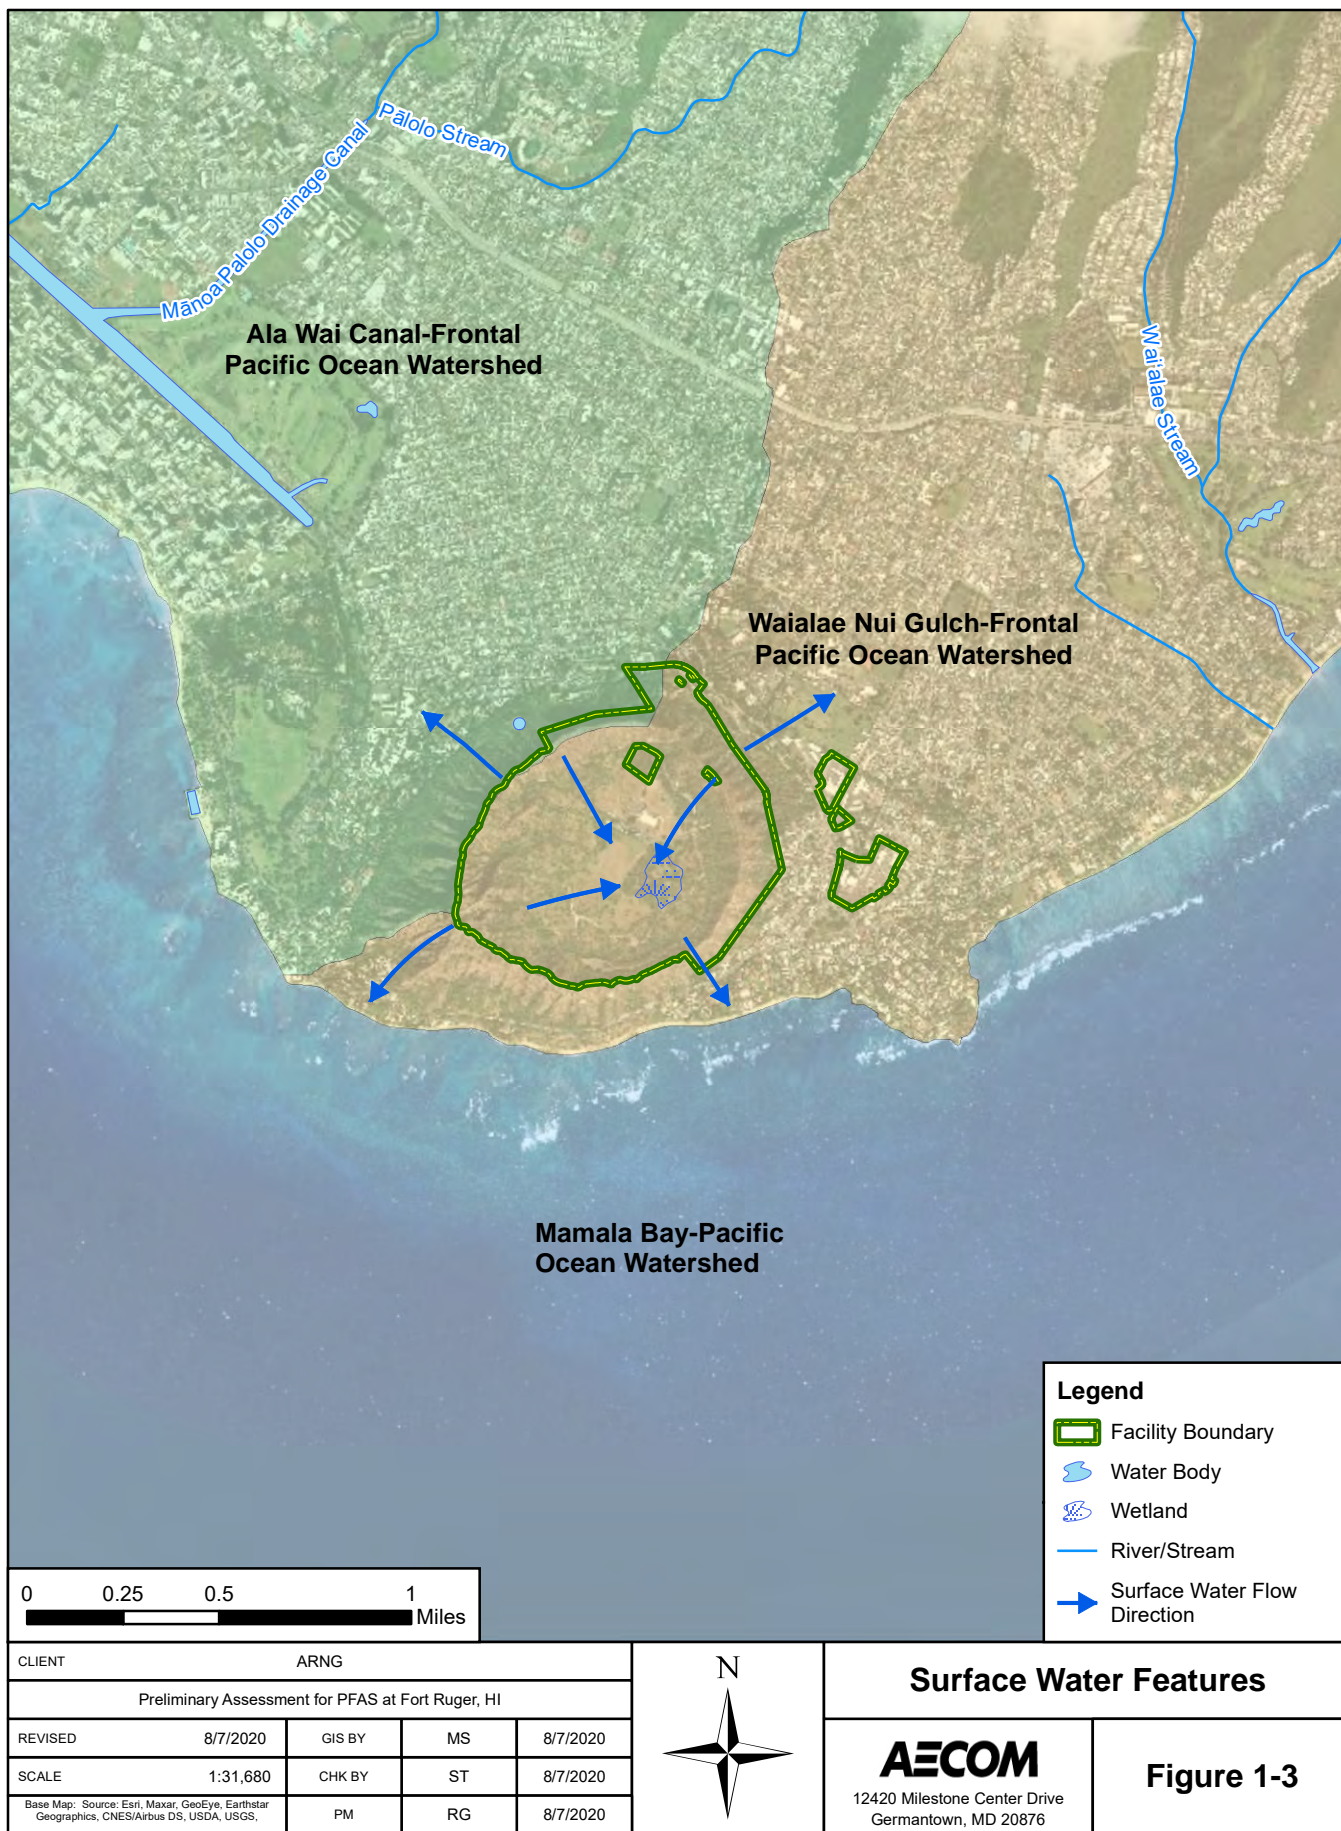 Pālolo Stream
Mānoa Palolo Drainage Canal
Ala Wai Canal-Frontal
Pacific Ocean Watershed
Wai'alae Stream
Waialae Nui Gulch-Frontal
Pacific Ocean Watershed
Mamala Bay-Pacific
Ocean Watershed
Legend
Facility Boundary
Water Body
Wetland
River/Stream
Surface Water Flow
Direction
0 0.25 0.5 1
Miles
CLIENT ARNG
Preliminary Assessment for PFAS at Fort Ruger, HI
REVISED 8/7/2020 GIS BY MS 8/7/2020
SCALE 1:31,680 CHK BY ST 8/7/2020
Base Map: Source: Esri, Maxar, GeoEye, Earthstar
Geographics, CNES/Airbus DS, USDA, USGS,
PM RG 8/7/2020
N
Surface Water Features
AECOM
12420 Milestone Center Drive
Germantown, MD 20876
Figure 1-3